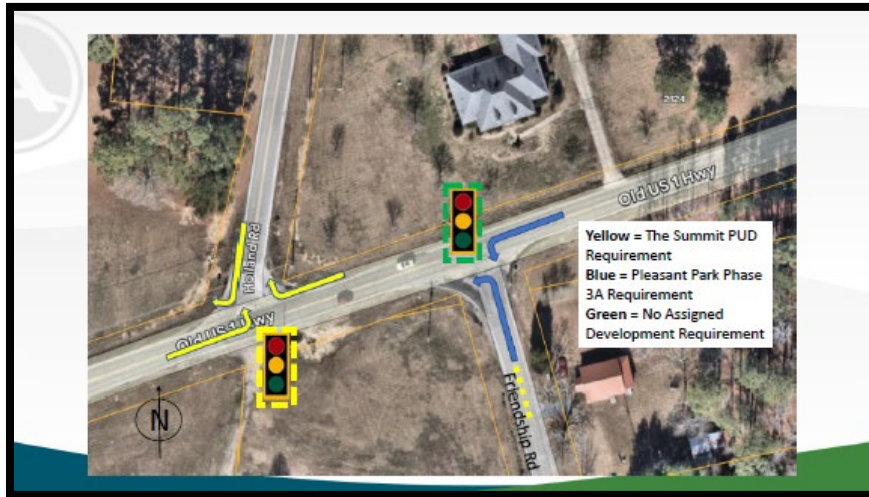 2124
Old US 1 Hwy
Holland Rd
Yellow = The Summit PUD
Requirement
Blue = Pleasant Park Phase
3A Requirement
Green = No Assigned
Development Requirement
Old US 1 Hwy
Friendship Rd
N